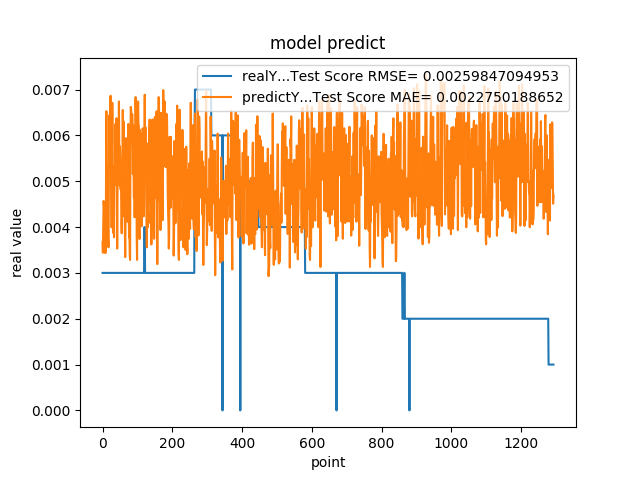 model predict
realY...Test Score RMSE= 0.00259847094953
predictY...Test Score MAE= 0.0022750188652
real value
0.007
0.006
0.005
0.004
0.003
0.002
0.001
0.000
0 200 400 600 800 1000 1200
point